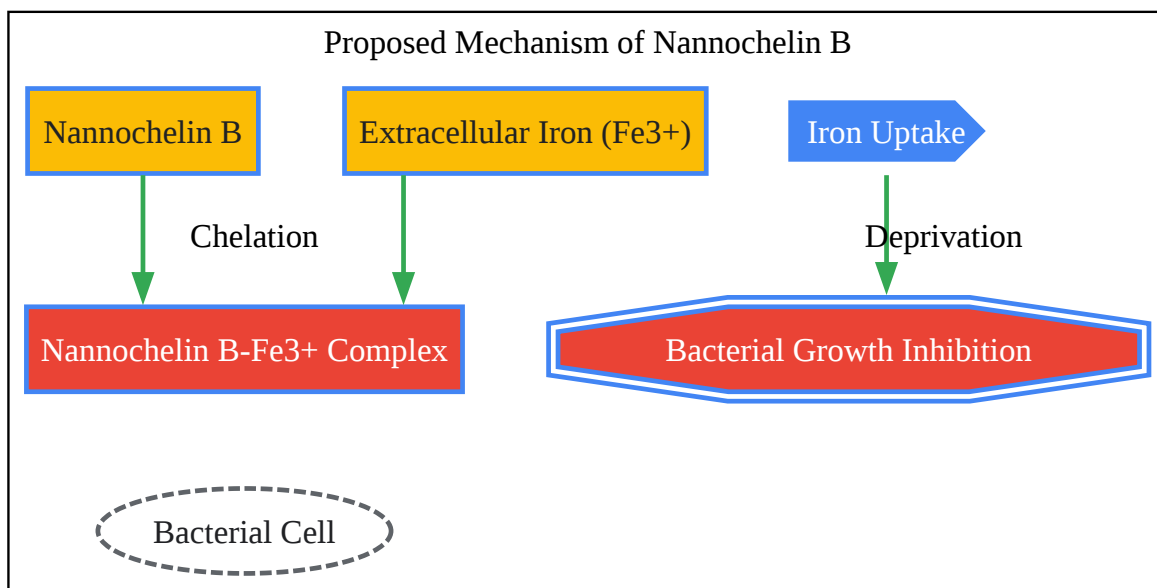 Proposed Mechanism of Nannochelin B
Nannochelin B
Extracellular Iron (Fe3+)
Iron Uptake
Chelation
Deprivation
Nannochelin B-Fe3+ Complex
Bacterial Growth Inhibition
Bacterial Cell